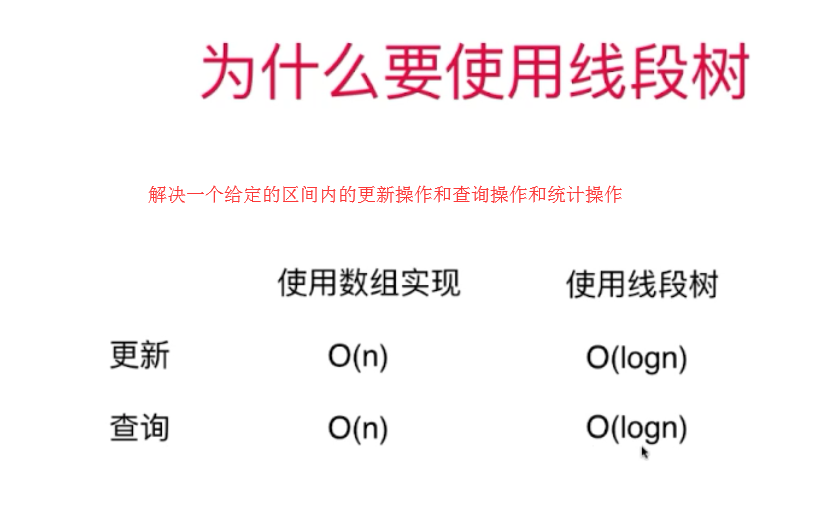 为什么要使用线段树
解决一个给定的区间内的更新操作和查询操作和统计操作
使用数组实现 使用线段树
更新 O(n) O(logn)
查询 O(n) O(logn)